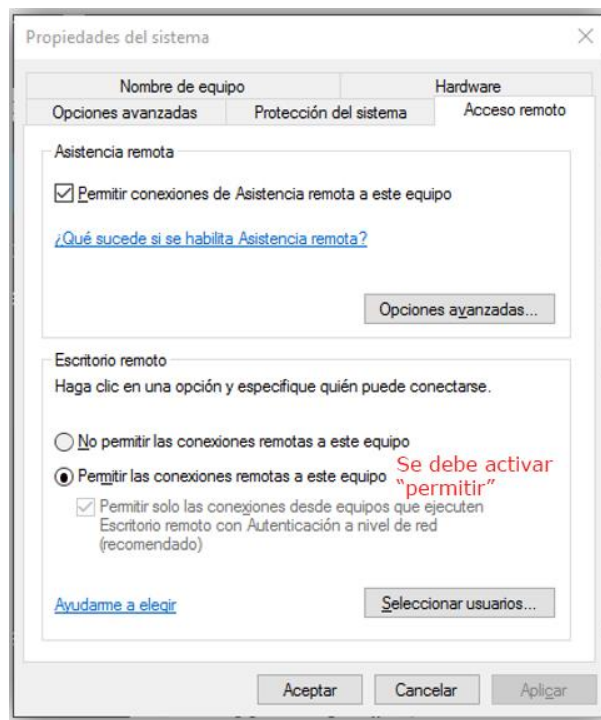 Propiedades del sistema
Nombre de equipo
Hardware
Opciones avanzadas
Protección del sistema
Acceso remoto
Asistencia remota
Permitir conexiones de Asistencia remota a este equipo
¿Qué sucede si se habilita Asistencia remota?
Opciones avanzadas...
Escritorio remoto
Haga clic en una opción y especifique quién puede conectarse.
No permitir las conexiones remotas a este equipo
Permitir las conexiones remotas a este equipo
Se debe activar
“permitir”
Permitir solo las conexiones desde equipos que ejecuten
Escritorio remoto con Autenticación a nivel de red
(recomendado)
Ayudarme a elegir
Seleccionar usuarios...
Aceptar
Cancelar
Aplicar